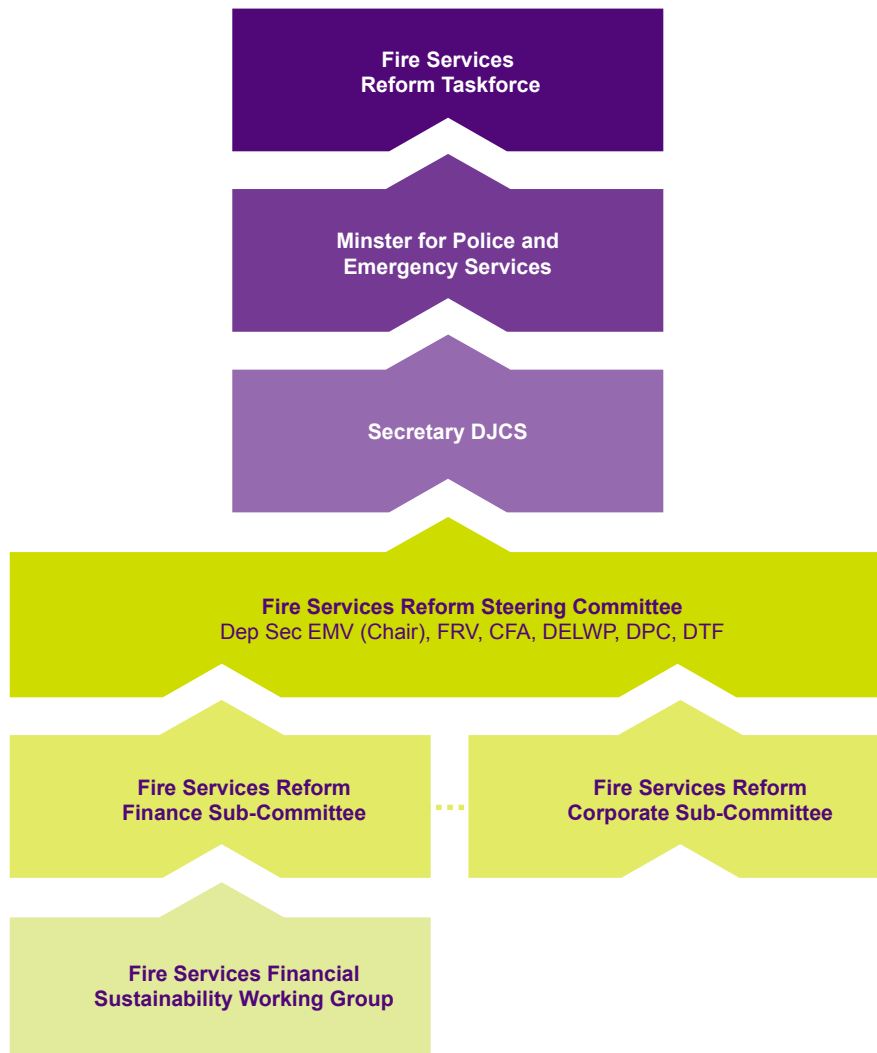 Fire Services
Reform Taskforce
Minster for Police and
Emergency Services
Secretary DJCS
Fire Services Reform Steering Committee
Dep Sec EMV (Chair), FRV, CFA, DELWP, DPC, DTF
Fire Services Reform
Finance Sub-Committee
Fire Services Reform
Corporate Sub-Committee
Fire Services Financial
Sustainability Working Group